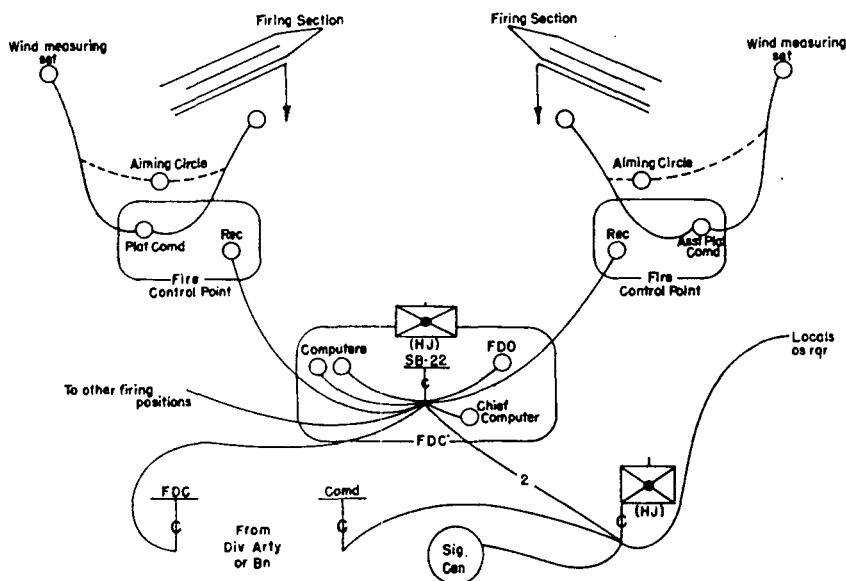 Firing Section
Firing Section
Wind measuring
set
Wind measuring
set
Aiming Circle
Aiming Circle
Plat Comd
Rec
Rec
Asst Plat
Comd
Fire
Control Point
Fire
Control Point
(HJ)
SB-22
C
Computers
FDO
Chief
Computer
FDC
Locals
as rqr
To other firing
positions
2
FDC
C
Comd
C
From
Div Arty
or Bn
Sig.
Cen
(HJ)
C